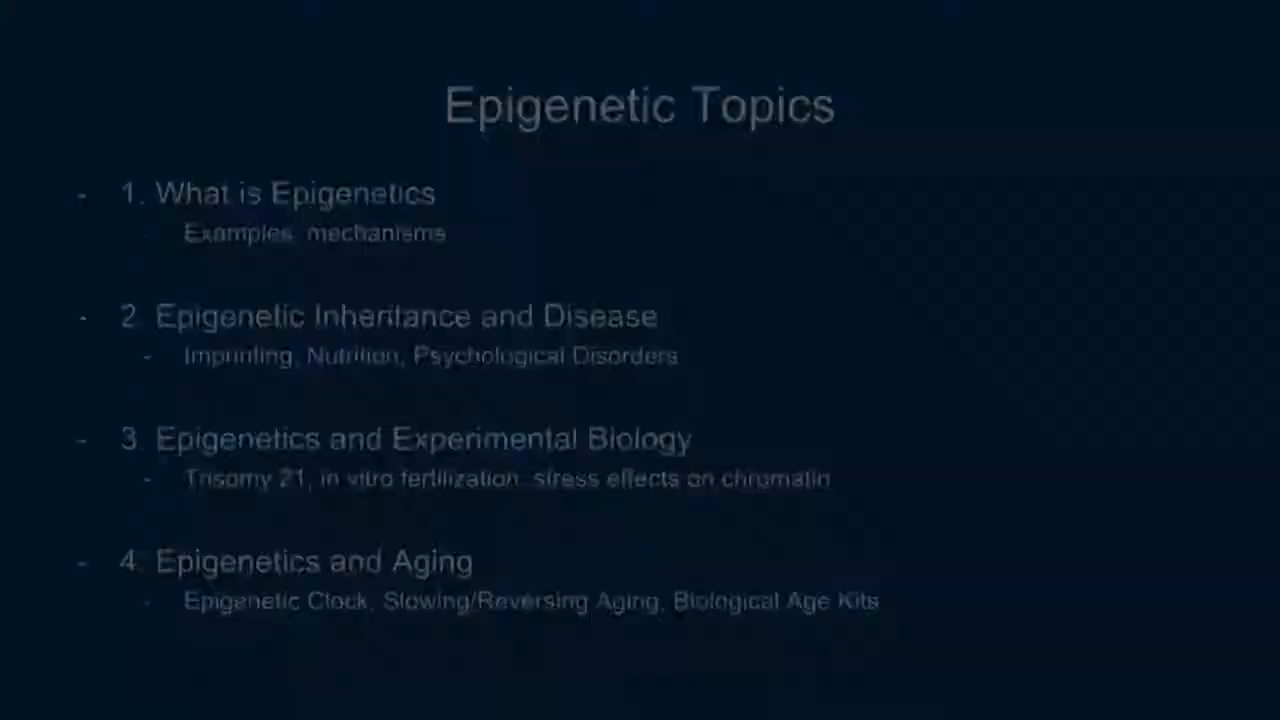 Epigenetic Topics
- 1. What is Epigenetics
- Examples, mechanisms
- 2. Epigenetic Inheritance and Disease
- Imprinting, Nutrition, Psychological Disorders
- 3. Epigenetics and Experimental Biology
- Trisomy 21, in vitro fertilization, stress effects on chromatin
- 4. Epigenetics and Aging
- Epigenetic Clock, Slowing/Reversing Aging, Biological Age Kits